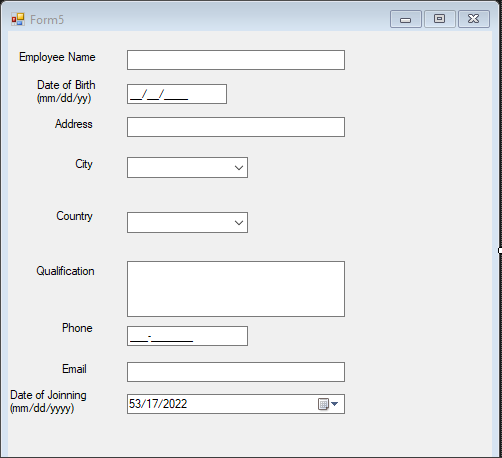 Form5
Employee Name
Date of Birth
(mm/dd/yy)
__/__/____
Address
City
Country
Qualification
Phone
___-_______
Email
Date of Joinning
(mm/dd/yyyy)
53/17/2022